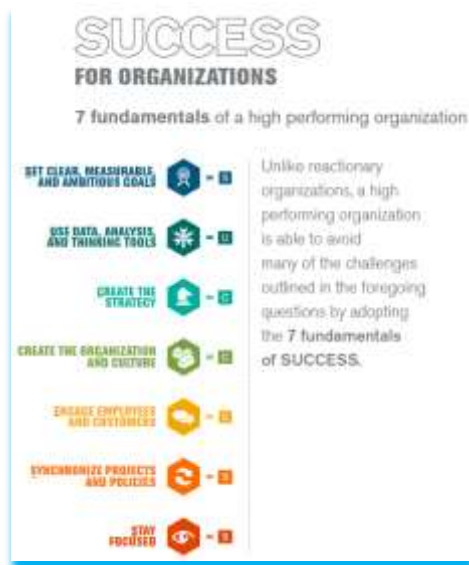 SUCCESS
FOR ORGANIZATIONS
7 fundamentals of a high performing organization
SET CLEAR, MEASURABLE,
AND AMBITIOUS GOALS
- S
USE DATA, ANALYSIS,
AND THINKING TOOLS
- U
CREATE THE
STRATEGY
- C
CREATE THE ORGANIZATION
AND CULTURE
- C
ENGAGE EMPLOYEES
AND CUSTOMERS
- E
SYNCHRONIZE PROJECTS
AND POLICIES
- S
STAY
FOCUSED
- S
Unlike reactionary
organizations, a high
performing organization
is able to avoid
many of the challenges
outlined in the foregoing
questions by adopting
the 7 fundamentals
of SUCCESS.